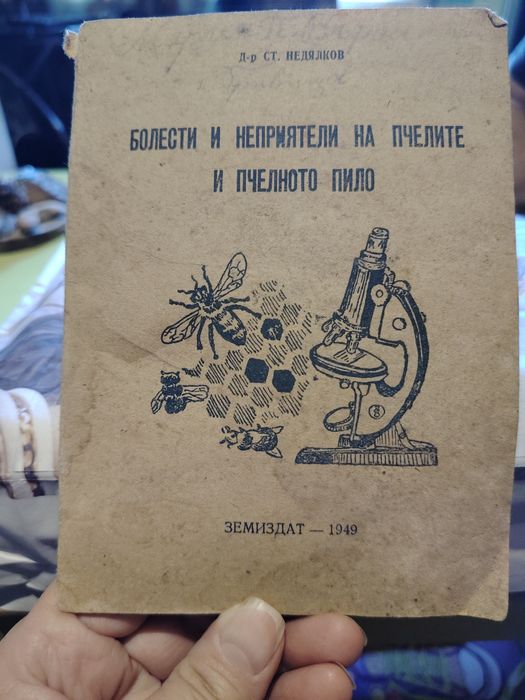 Д-р СТ. НЕДЯЛКОВ
БОЛЕСТИ И НЕПРИЯТЕЛИ НА ПЧЕЛИТЕ
И ПЧЕЛНОТО ПИЛО
ЗЕМИЗДАТ — 1949